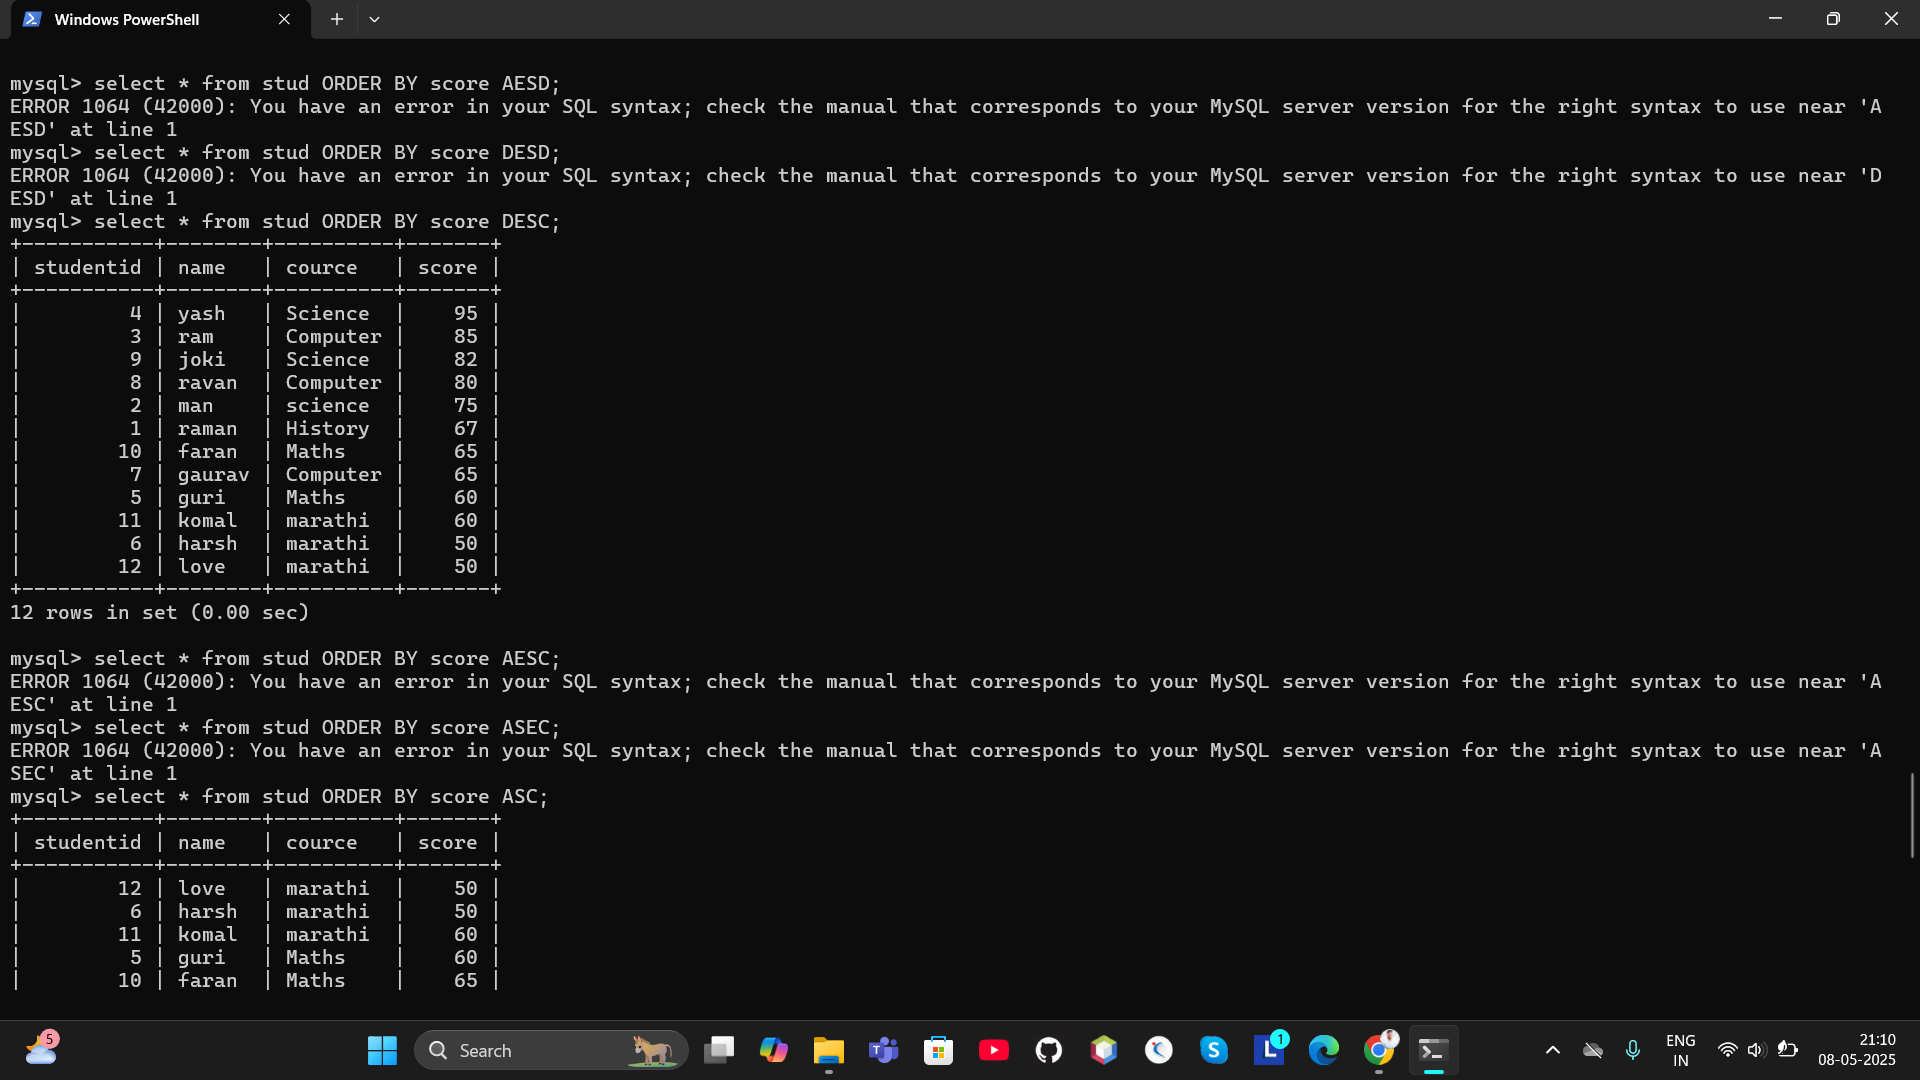 Windows PowerShell
mysql> select * from stud ORDER BY score AESD;
ERROR 1064 (42000): You have an error in your SQL syntax; check the manual that corresponds to your MySQL server version for the right syntax to use near 'A
ESD' at line 1
mysql> select * from stud ORDER BY score DESD;
ERROR 1064 (42000): You have an error in your SQL syntax; check the manual that corresponds to your MySQL server version for the right syntax to use near 'D
ESD' at line 1
mysql> select * from stud ORDER BY score DESC;
+-----------+--------+----------+-------+
| studentid | name   | cource   | score |
+-----------+--------+----------+-------+
|         4 | yash   | Science  |    95 |
|         3 | ram    | Computer |    85 |
|         9 | joki   | Science  |    82 |
|         8 | ravan  | Computer |    80 |
|         2 | man    | science  |    75 |
|         1 | raman  | History  |    67 |
|        10 | faran  | Maths    |    65 |
|         7 | gaurav | Computer |    65 |
|         5 | guri   | Maths    |    60 |
|        11 | komal  | marathi  |    60 |
|         6 | harsh  | marathi  |    50 |
|        12 | love   | marathi  |    50 |
+-----------+--------+----------+-------+
12 rows in set (0.00 sec)
mysql> select * from stud ORDER BY score AESC;
ERROR 1064 (42000): You have an error in your SQL syntax; check the manual that corresponds to your MySQL server version for the right syntax to use near 'A
ESC' at line 1
mysql> select * from stud ORDER BY score ASEC;
ERROR 1064 (42000): You have an error in your SQL syntax; check the manual that corresponds to your MySQL server version for the right syntax to use near 'A
SEC' at line 1
mysql> select * from stud ORDER BY score ASC;
+-----------+--------+----------+-------+
| studentid | name   | cource   | score |
+-----------+--------+----------+-------+
|        12 | love   | marathi  |    50 |
|         6 | harsh  | marathi  |    50 |
|        11 | komal  | marathi  |    60 |
|         5 | guri   | Maths    |    60 |
|        10 | faran  | Maths    |    65 |
5
Search
T
S
L
1
ENG
IN
21:10
08-05-2025